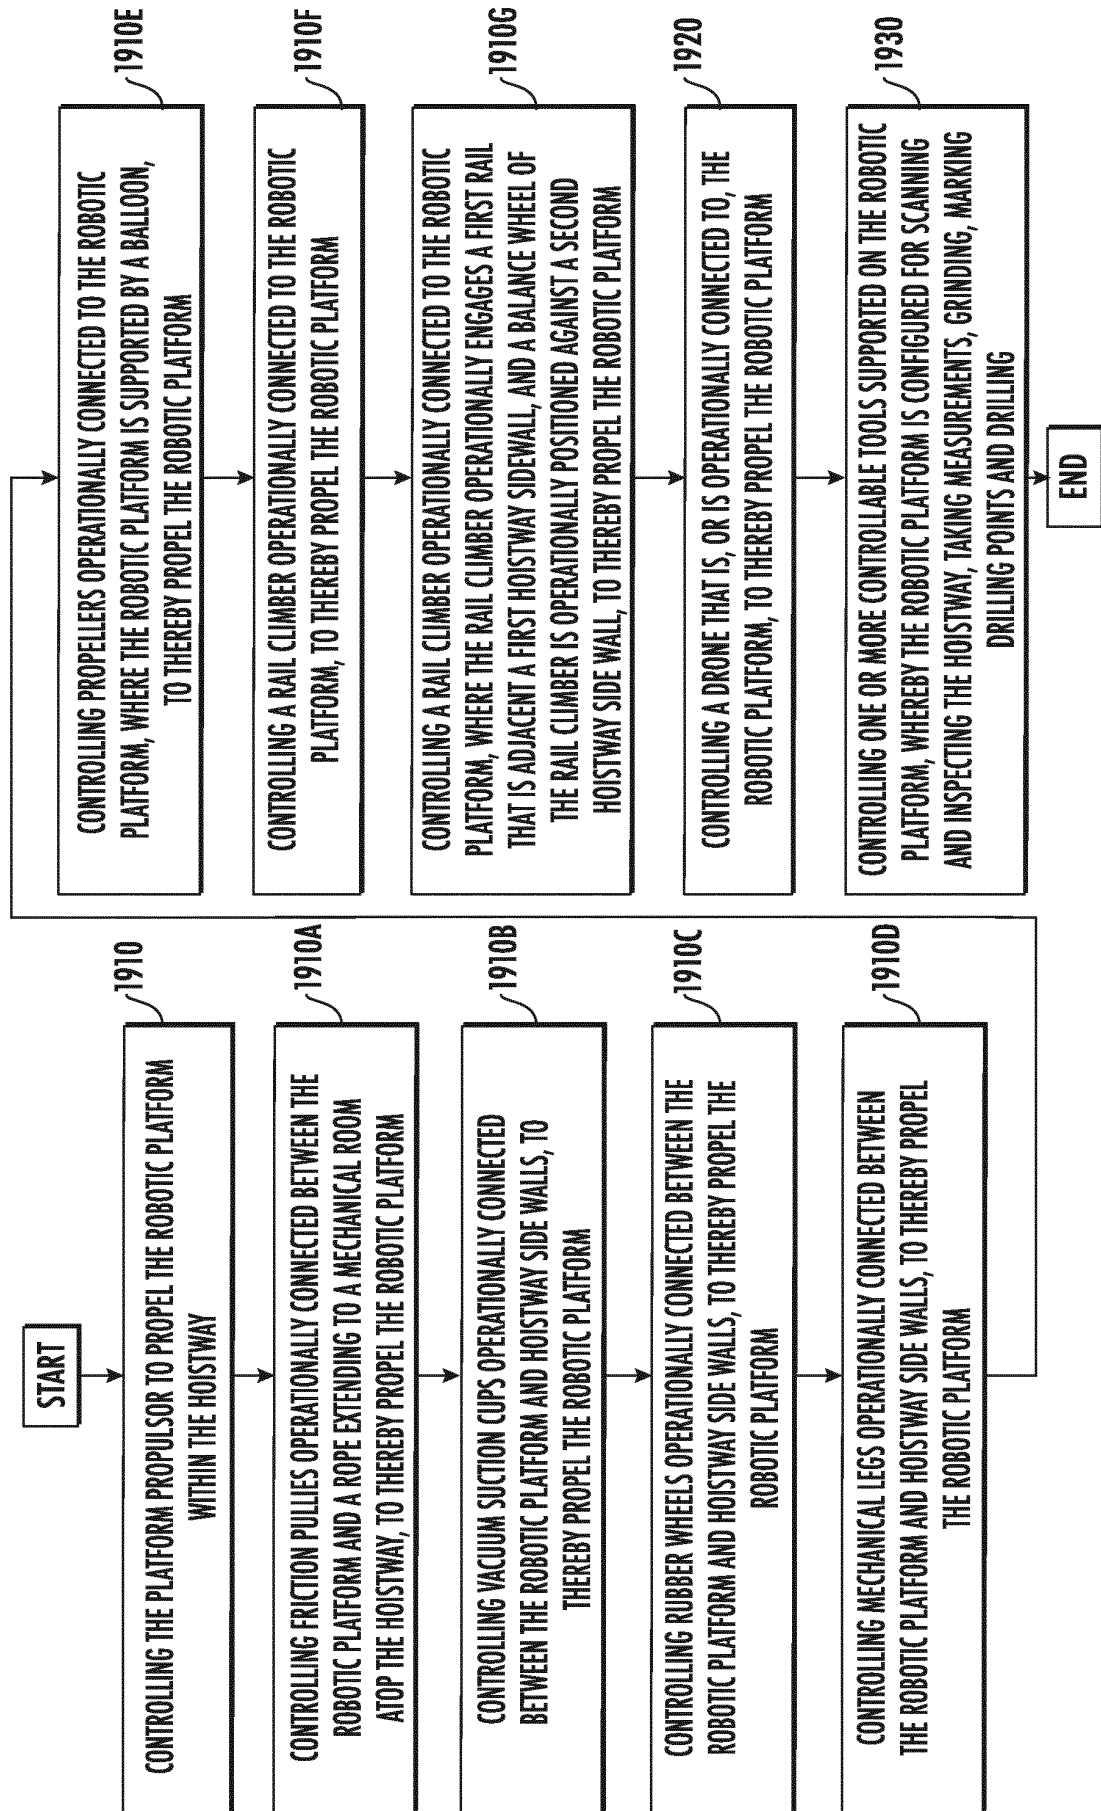 START
1910
CONTROLLING THE PLATFORM PROPULSOR TO PROPEL THE ROBOTIC PLATFORM
WITHIN THE HOISTWAY
1910A
CONTROLLING FRICTION PULLIES OPERATIONALLY CONNECTED BETWEEN THE
ROBOTIC PLATFORM AND A ROPE EXTENDING TO A MECHANICAL ROOM
ATOP THE HOISTWAY, TO THEREBY PROPEL THE ROBOTIC PLATFORM
1910B
CONTROLLING VACUUM SUCTION CUPS OPERATIONALLY CONNECTED
BETWEEN THE ROBOTIC PLATFORM AND HOISTWAY SIDE WALLS, TO
THEREBY PROPEL THE ROBOTIC PLATFORM
1910C
CONTROLLING RUBBER WHEELS OPERATIONALLY CONNECTED BETWEEN THE
ROBOTIC PLATFORM AND HOISTWAY SIDE WALLS, TO THEREBY PROPEL THE
ROBOTIC PLATFORM
1910D
CONTROLLING MECHANICAL LEGS OPERATIONALLY CONNECTED BETWEEN
THE ROBOTIC PLATFORM AND HOISTWAY SIDE WALLS, TO THEREBY PROPEL
THE ROBOTIC PLATFORM
1910E
CONTROLLING PROPELLERS OPERATIONALLY CONNECTED TO THE ROBOTIC
PLATFORM, WHERE THE ROBOTIC PLATFORM IS SUPPORTED BY A BALLOON,
TO THEREBY PROPEL THE ROBOTIC PLATFORM
1910F
CONTROLLING A RAIL CLIMBER OPERATIONALLY CONNECTED TO THE ROBOTIC
PLATFORM, TO THEREBY PROPEL THE ROBOTIC PLATFORM
1910G
CONTROLLING A RAIL CLIMBER OPERATIONALLY CONNECTED TO THE ROBOTIC
PLATFORM, WHERE THE RAIL CLIMBER OPERATIONALLY ENGAGES A FIRST RAIL
THAT IS ADJACENT A FIRST HOISTWAY SIDEWALL, AND A BALANCE WHEEL OF
THE RAIL CLIMBER IS OPERATIONALLY POSITIONED AGAINST A SECOND
HOISTWAY SIDE WALL, TO THEREBY PROPEL THE ROBOTIC PLATFORM
1920
CONTROLLING A DRONE THAT IS, OR IS OPERATIONALLY CONNECTED TO, THE
ROBOTIC PLATFORM, TO THEREBY PROPEL THE ROBOTIC PLATFORM
1930
CONTROLLING ONE OR MORE CONTROLLABLE TOOLS SUPPORTED ON THE ROBOTIC
PLATFORM, WHEREBY THE ROBOTIC PLATFORM IS CONFIGURED FOR SCANNING
AND INSPECTING THE HOISTWAY, TAKING MEASUREMENTS, GRINDING, MARKING
DRILLING POINTS AND DRILLING
END